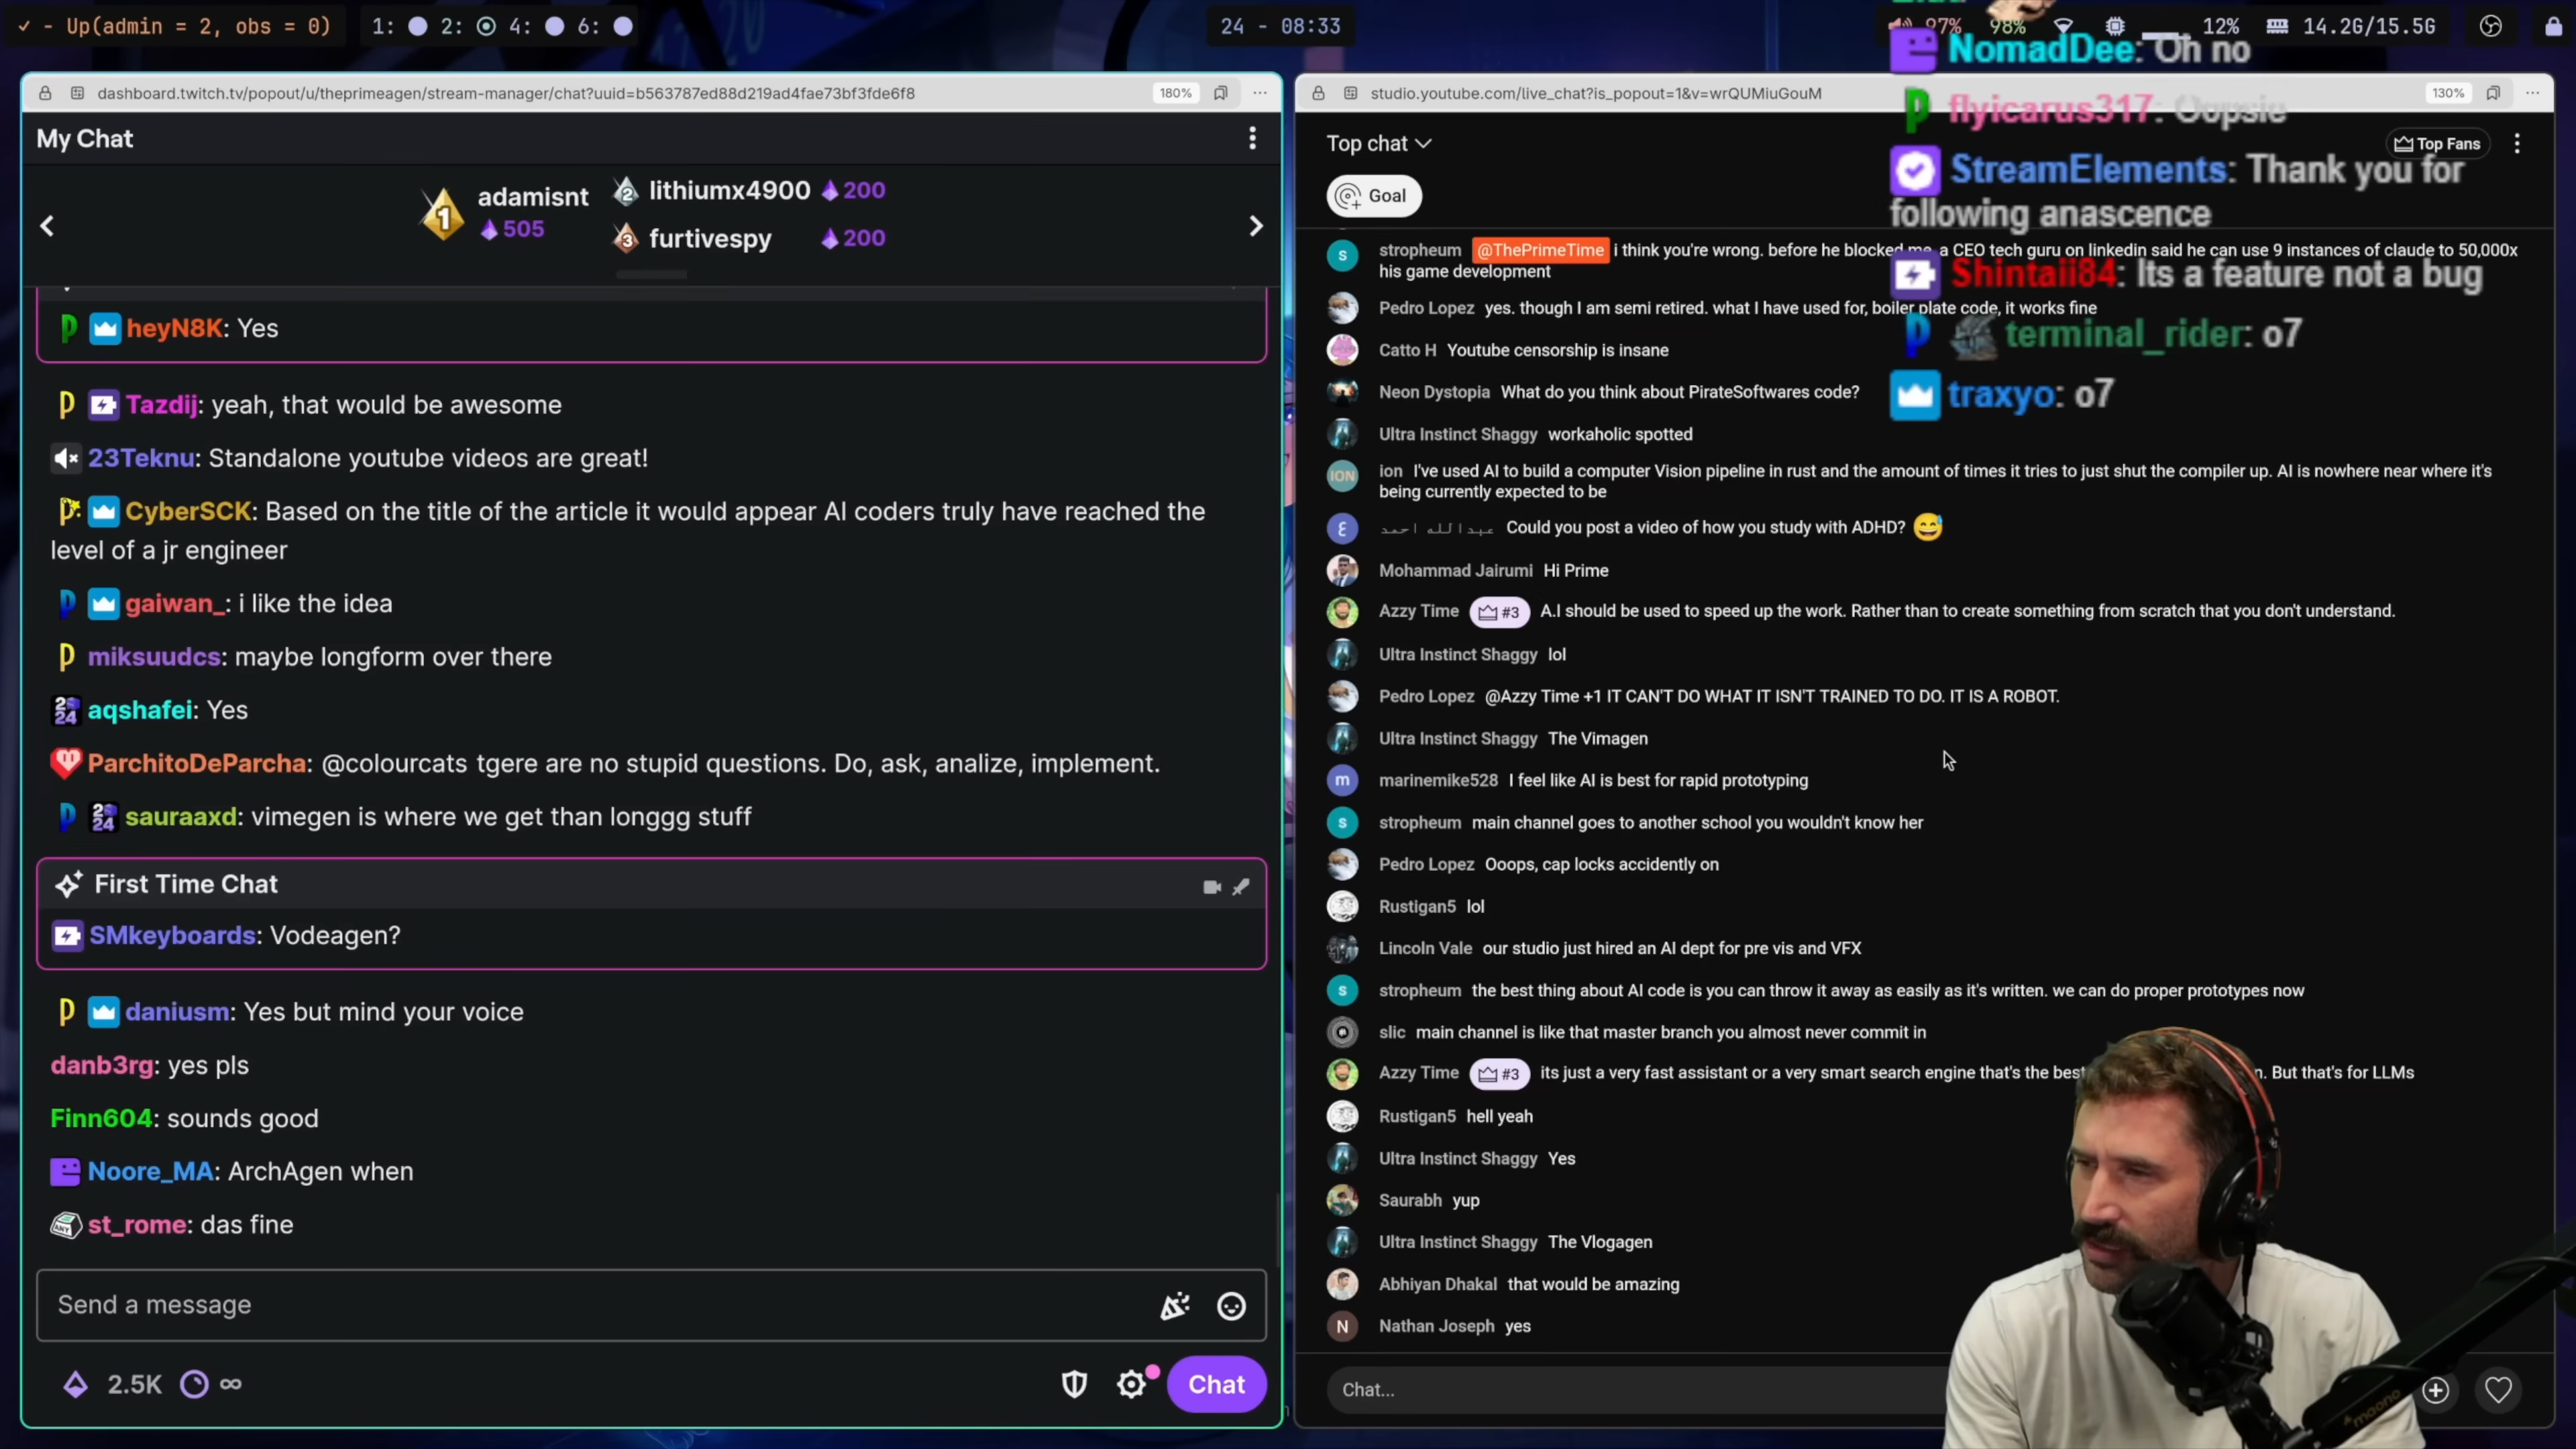 ✓ - Up(admin = 2, obs = 0)
1: 2: 4: 6:
24 - 08:33
97% 98% 12% 14.2G/15.5G
dashboard.twitch.tv/popout/u/theprimeagen/stream-manager/chat?uuid=b563787ed88d219ad4fae73bf3fde6f8
180%
My Chat
1 adamisnt 505
2 lithiumx4900 200
3 furtivespy 200
heyN8K: Yes
Tazdij: yeah, that would be awesome
23Teknu: Standalone youtube videos are great!
CyberSCK: Based on the title of the article it would appear AI coders truly have reached the
level of a jr engineer
gaiwan_: i like the idea
miksuudcs: maybe longform over there
aqshafei: Yes
ParchitoDeParcha: @colourcats tgere are no stupid questions. Do, ask, analize, implement.
sauraaxd: vimegen is where we get than longgg stuff
First Time Chat
SMkeyboards: Vodeagen?
daniusm: Yes but mind your voice
danb3rg: yes pls
Finn604: sounds good
Noore_MA: ArchAgen when
st_rome: das fine
Send a message
2.5K ∞
Chat
studio.youtube.com/live_chat?is_popout=1&v=wrQUMiuGouM
130%
Top chat
Top Fans
Goal
stropheum @ThePrimeTime i think you're wrong. before he blocked me, a CEO tech guru on linkedin said he can use 9 instances of claude to 50,000x
his game development
Pedro Lopez yes. though I am semi retired. what I have used for, boiler plate code, it works fine
Catto H Youtube censorship is insane
Neon Dystopia What do you think about PirateSoftwares code?
Ultra Instinct Shaggy workaholic spotted
ION ion I've used AI to build a computer Vision pipeline in rust and the amount of times it tries to just shut the compiler up. AI is nowhere near where it's
being currently expected to be
عبدالله احمد Could you post a video of how you study with ADHD? 😅
Mohammad Jairumi Hi Prime
Azzy Time #3 A.I should be used to speed up the work. Rather than to create something from scratch that you don't understand.
Ultra Instinct Shaggy lol
Pedro Lopez @Azzy Time +1 IT CAN'T DO WHAT IT ISN'T TRAINED TO DO. IT IS A ROBOT.
Ultra Instinct Shaggy The Vimagen
marinemike528 I feel like AI is best for rapid prototyping
stropheum main channel goes to another school you wouldn't know her
Pedro Lopez Ooops, cap locks accidently on
Rustigan5 lol
Lincoln Vale our studio just hired an AI dept for pre vis and VFX
stropheum the best thing about AI code is you can throw it away as easily as it's written. we can do proper prototypes now
slic main channel is like that master branch you almost never commit in
Azzy Time #3 its just a very fast assistant or a very smart search engine that's the best n. But that's for LLMs
Rustigan5 hell yeah
Ultra Instinct Shaggy Yes
Saurabh yup
Ultra Instinct Shaggy The Vlogagen
Abhiyan Dhakal that would be amazing
Nathan Joseph yes
Chat...
NomadDee: Oh no
flyicarus317: Oopsie
StreamElements: Thank you for
following anascence
Shintaii84: Its a feature not a bug
terminal_rider: o7
traxyo: o7
maono